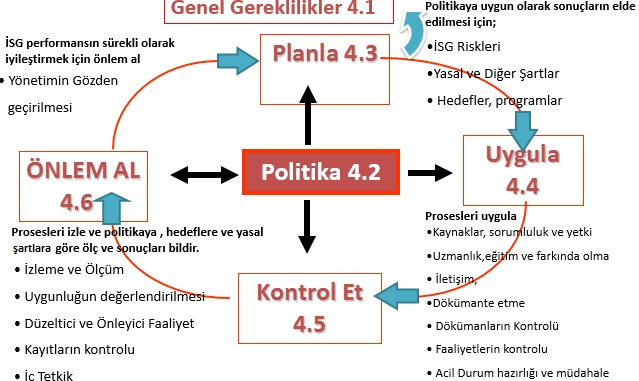 Genel Gereklilikler 4.1
Politikaya uygun olarak sonuçların elde
edilmesi için;
•İSG Riskleri
•Yasal ve Diğer Şartlar
• Hedefler, programlar
İSG performansın sürekli olarak
iyileştirmek için önlem al
• Yönetimin Gözden
geçirilmesi
Planla 4.3
ÖNLEM AL
4.6
Politika 4.2
Uygula
4.4
Prosesleri izle ve politikaya , hedeflere ve yasal
şartlara göre ölç ve sonuçları bildir.
• İzleme ve Ölçüm
• Uygunluğun değerlendirilmesi
• Düzeltici ve Önleyici Faaliyet
• Kayıtların kontrolu
• İç Tetkik
Kontrol Et
4.5
Prosesleri uygula
•Kaynaklar, sorumluluk ve yetki
•Uzmanlık,eğitim ve farkında olma
• İletişim,
•Dökümante etme
• Dökümanların Kontrolü
• Faaliyetlerin kontrolu
• Acil Durum hazırlığı ve müdahale